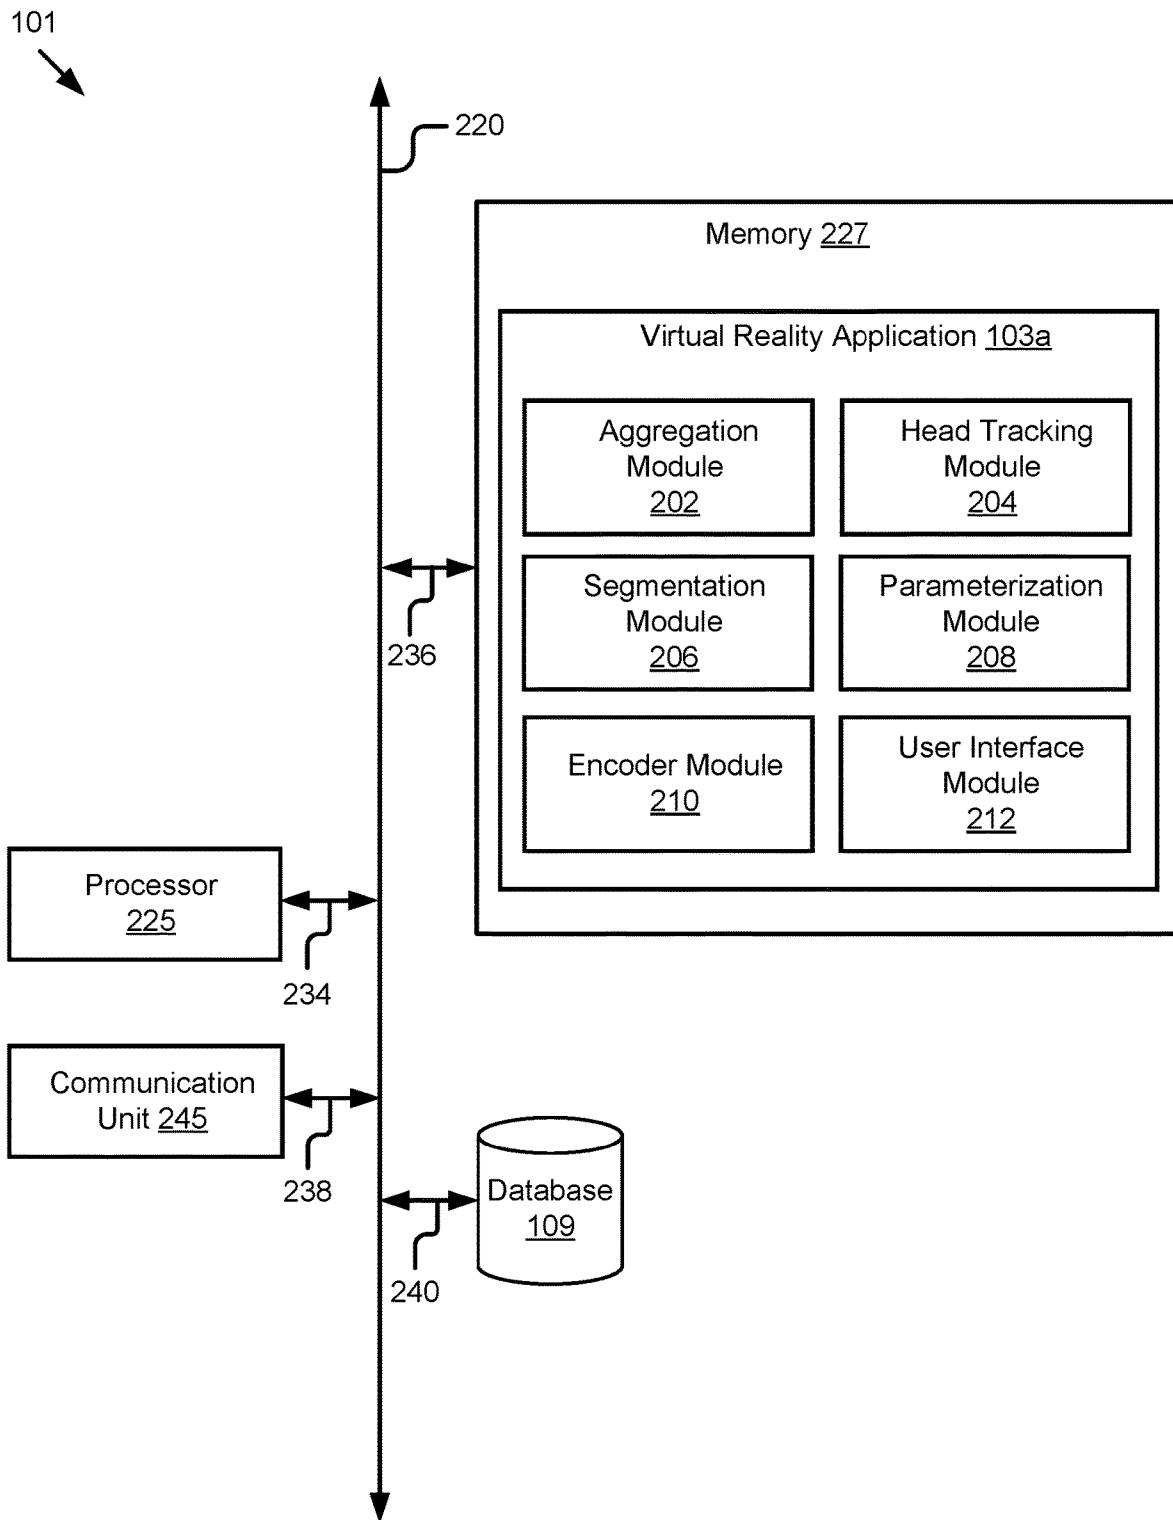 101
220
Memory 227
Virtual Reality Application 103a
Aggregation
Module
202
Head Tracking
Module
204
Segmentation
Module
206
Parameterization
Module
208
236
Encoder Module
210
User Interface
Module
212
Processor
225
234
Communication
Unit 245
238
Database
109
240